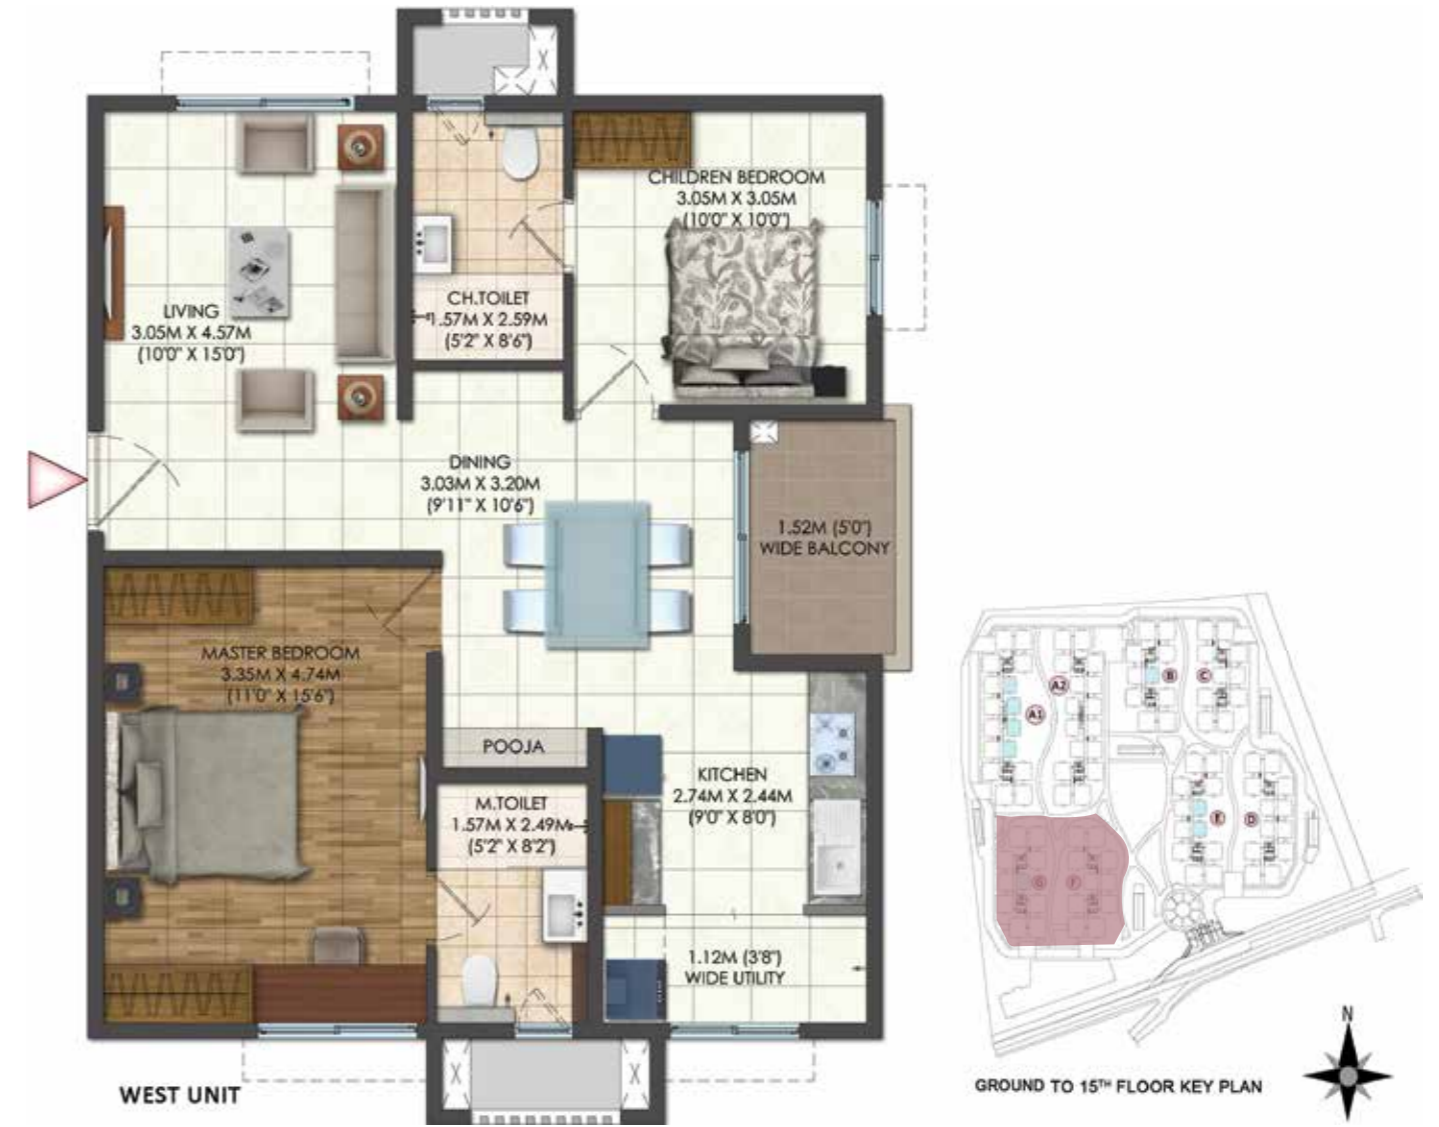 CHILDREN BEDROOM
3.05M X 3.05M
(10'0" X 10'0")
LIVING
3.05M X 4.57M
(10'0" X 15'0")
CH.TOILET
1.57M X 2.59M
(5'2" X 8'6")
DINING
3.03M X 3.20M
(9'11" X 10'6")
1.52M (5'0")
WIDE BALCONY
MASTER BEDROOM
3.35M X 4.74M
(11'0" X 15'6")
POOJA
KITCHEN
2.74M X 2.44M
(9'0" X 8'0")
M.TOILET
1.57M X 2.49M
(5'2" X 8'2")
1.12M (3'8")
WIDE UTILITY
WEST UNIT
A2
B
C
A1
E
D
G
F
N
GROUND TO 15TH FLOOR KEY PLAN